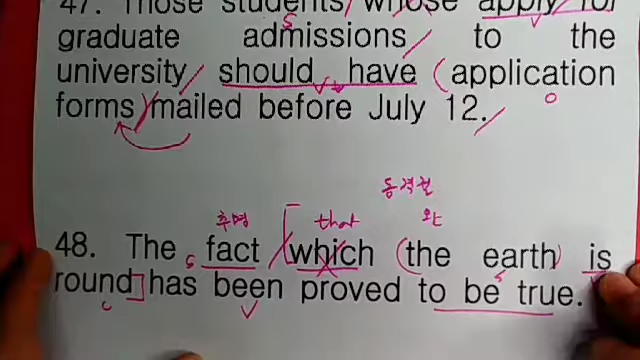 47. Those students whose apply for
S
graduate admissions to the
university should have (application
O
forms) mailed before July 12.
동격절
추명 that 완
48. The fact which (the earth) is
S S V
round] has been proved to be true.
C V